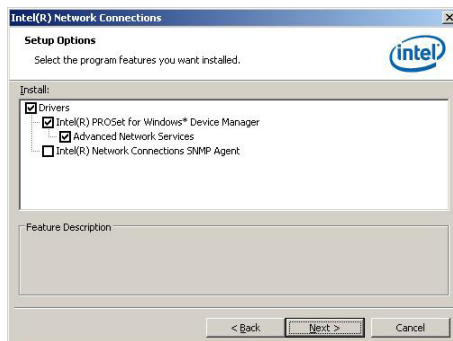 Intel(R) Network Connections
Setup Options
Select the program features you want installed.
intel
Install:
Drivers
Intel(R) PROSet for Windows* Device Manager
Advanced Network Services
Intel(R) Network Connections SNMP Agent
Feature Description
< Back
Next >
Cancel